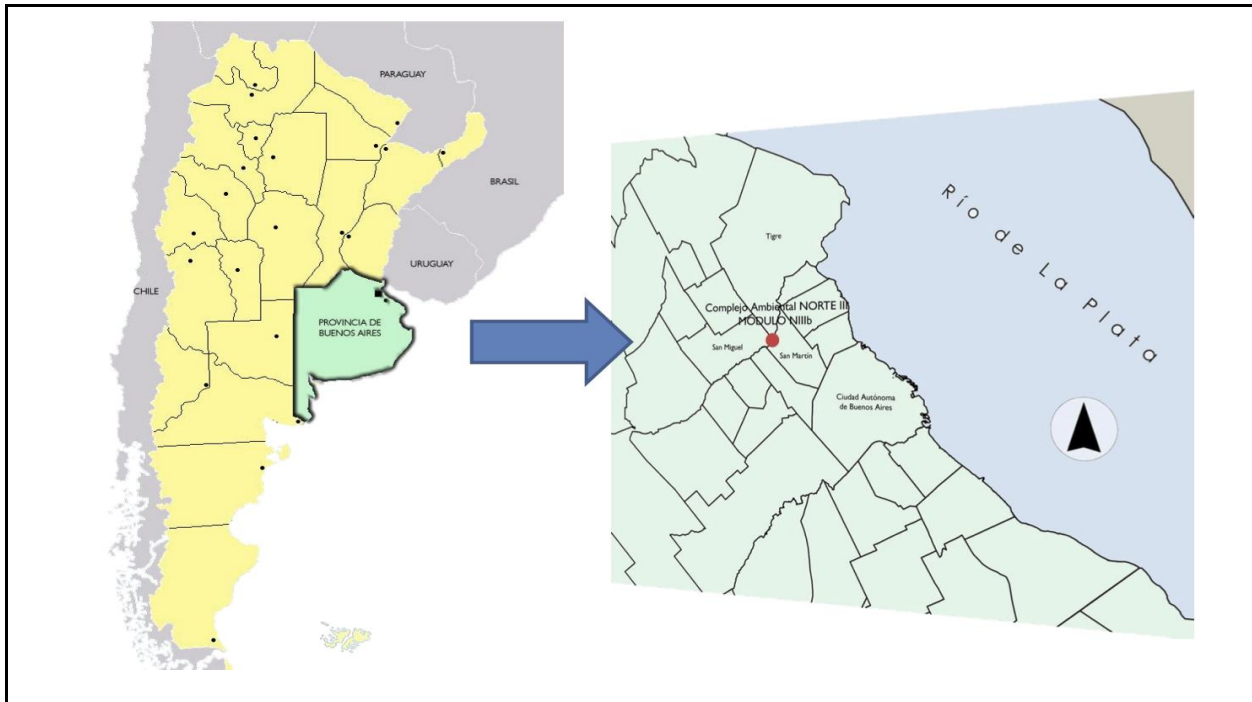 PARAGUAY
BRASIL
URUGUAY
CHILE
PROVINCIA DE
BUENOS AIRES
Río de La Plata
Tigre
Complejo Ambiental NORTE III
MODULO NIIIb
San Miguel
San Martín
Ciudad Autónoma
de Buenos Aires